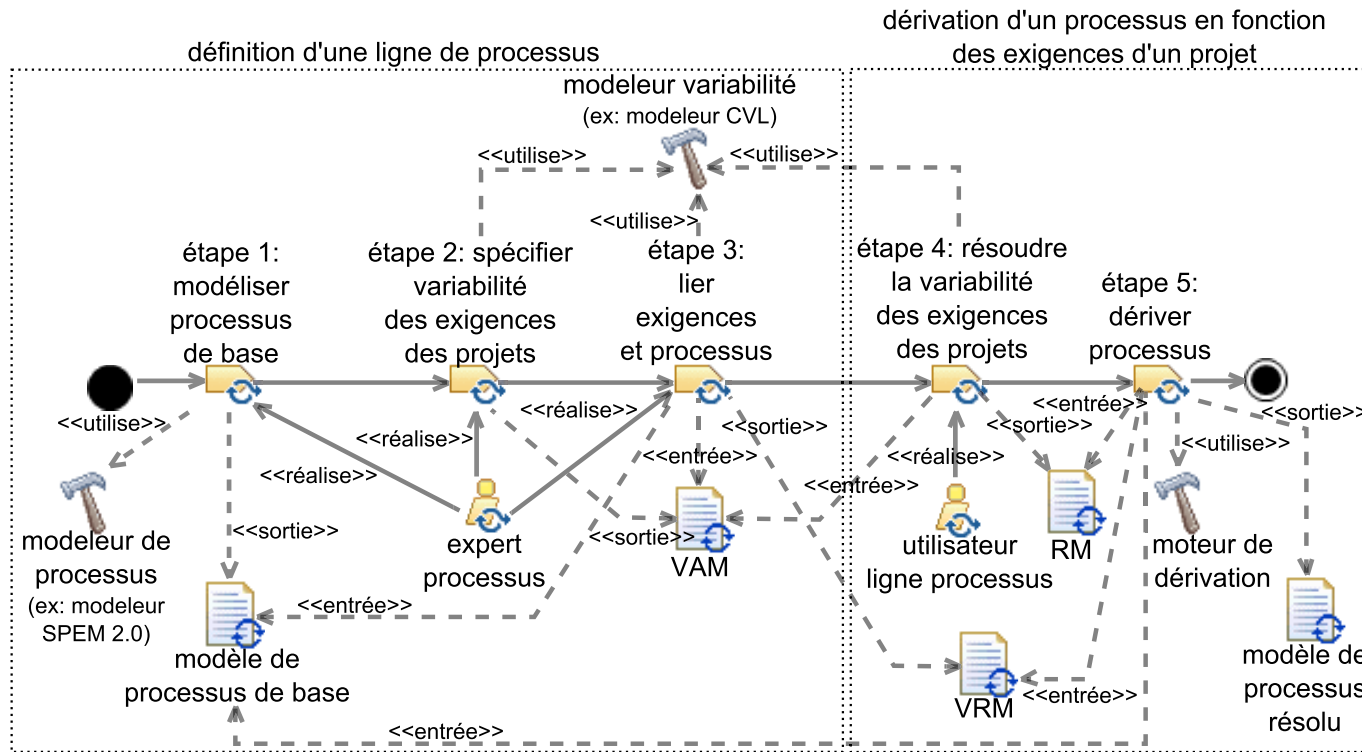 définition d'une ligne de processus
dérivation d'un processus en fonction
des exigences d'un projet
modeleur variabilité
(ex: modeleur CVL)
<<utilise>>
<<utilise>>
<<utilise>>
étape 1:
modéliser
processus
de base
étape 2: spécifier
variabilité
des exigences
des projets
étape 3:
lier
exigences
et processus
étape 4: résoudre
la variabilité
des exigences
des projets
étape 5:
dériver
processus
<<utilise>>
<<réalise>>
<<réalise>>
<<réalise>>
<<sortie>>
<<entrée>>
<<sortie>>
<<entrée>>
<<sortie>>
<<utilise>>
<<réalise>>
<<entrée>>
<<sortie>>
<<sortie>>
modeleur de
processus
(ex: modeleur
SPEM 2.0)
expert
processus
VAM
utilisateur
ligne processus
RM
moteur de
dérivation
<<entrée>>
modèle de
processus de base
VRM
<<entrée>>
modèle de
processus
résolu
<<entrée>>